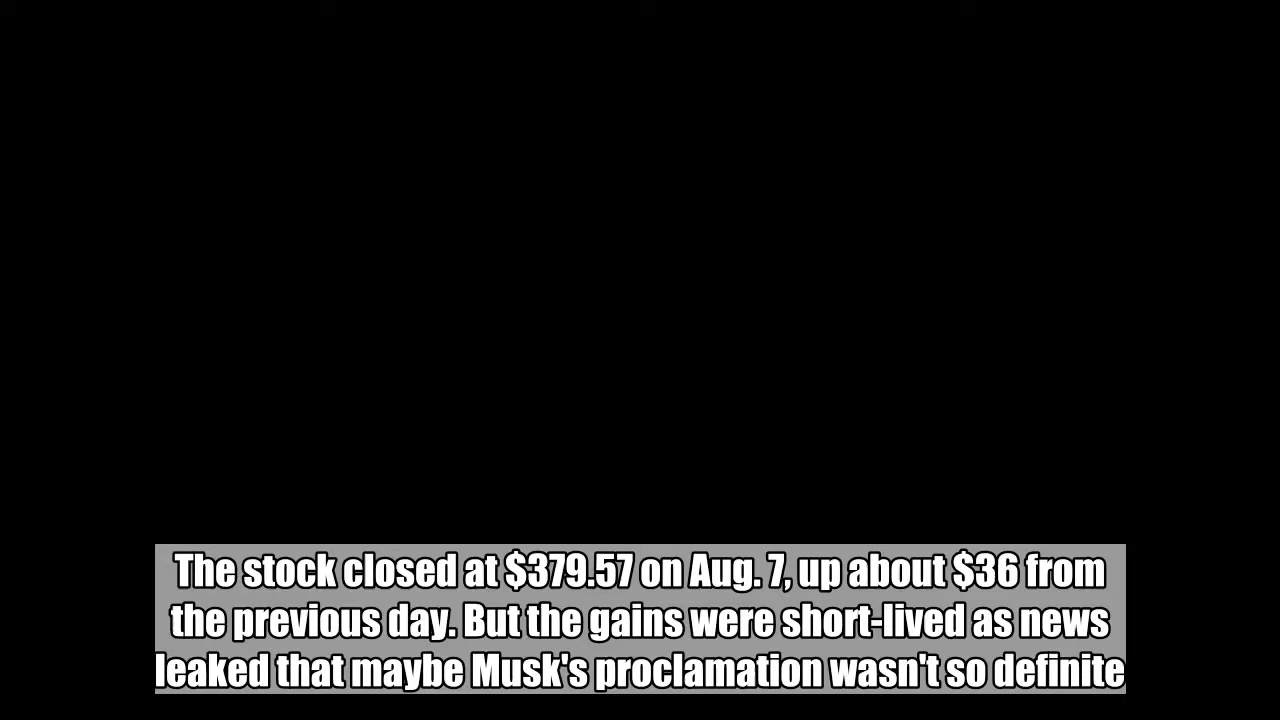 The stock closed at $379.57 on Aug. 7, up about $36 from
the previous day. But the gains were short-lived as news
leaked that maybe Musk's proclamation wasn't so definite